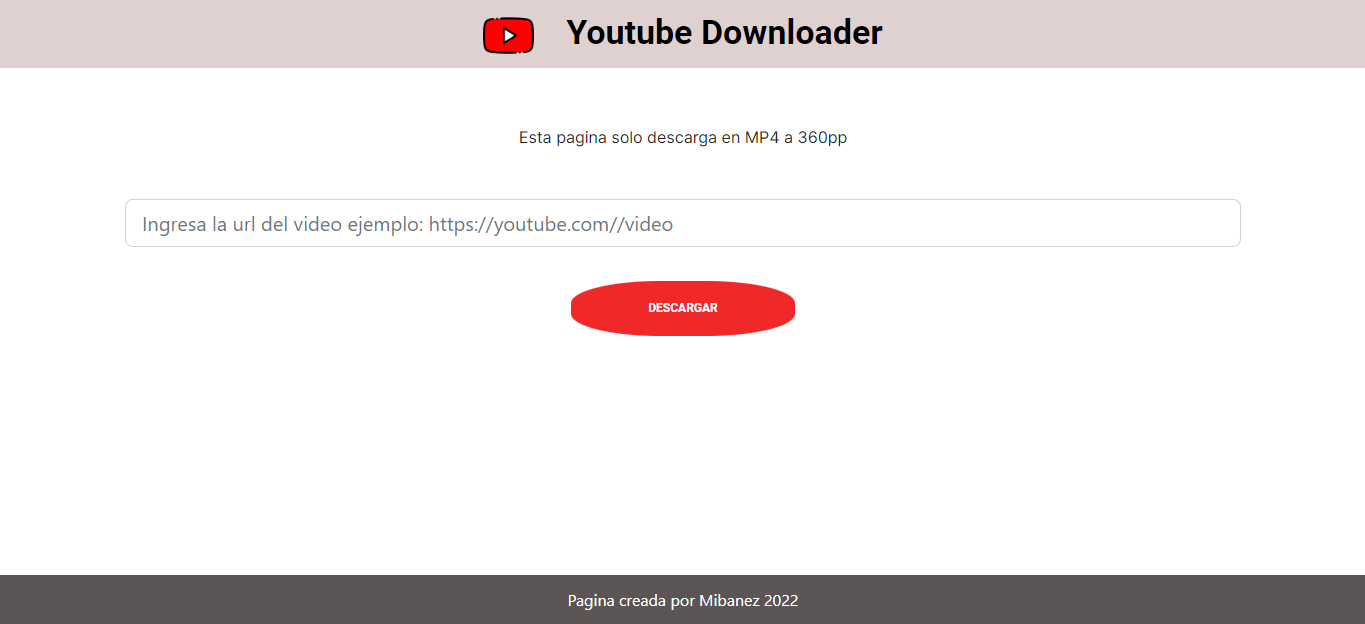 Youtube Downloader
Esta pagina solo descarga en MP4 a 360pp
Ingresa la url del video ejemplo: https://youtube.com//video
DESCARGAR
Pagina creada por Mibanez 2022